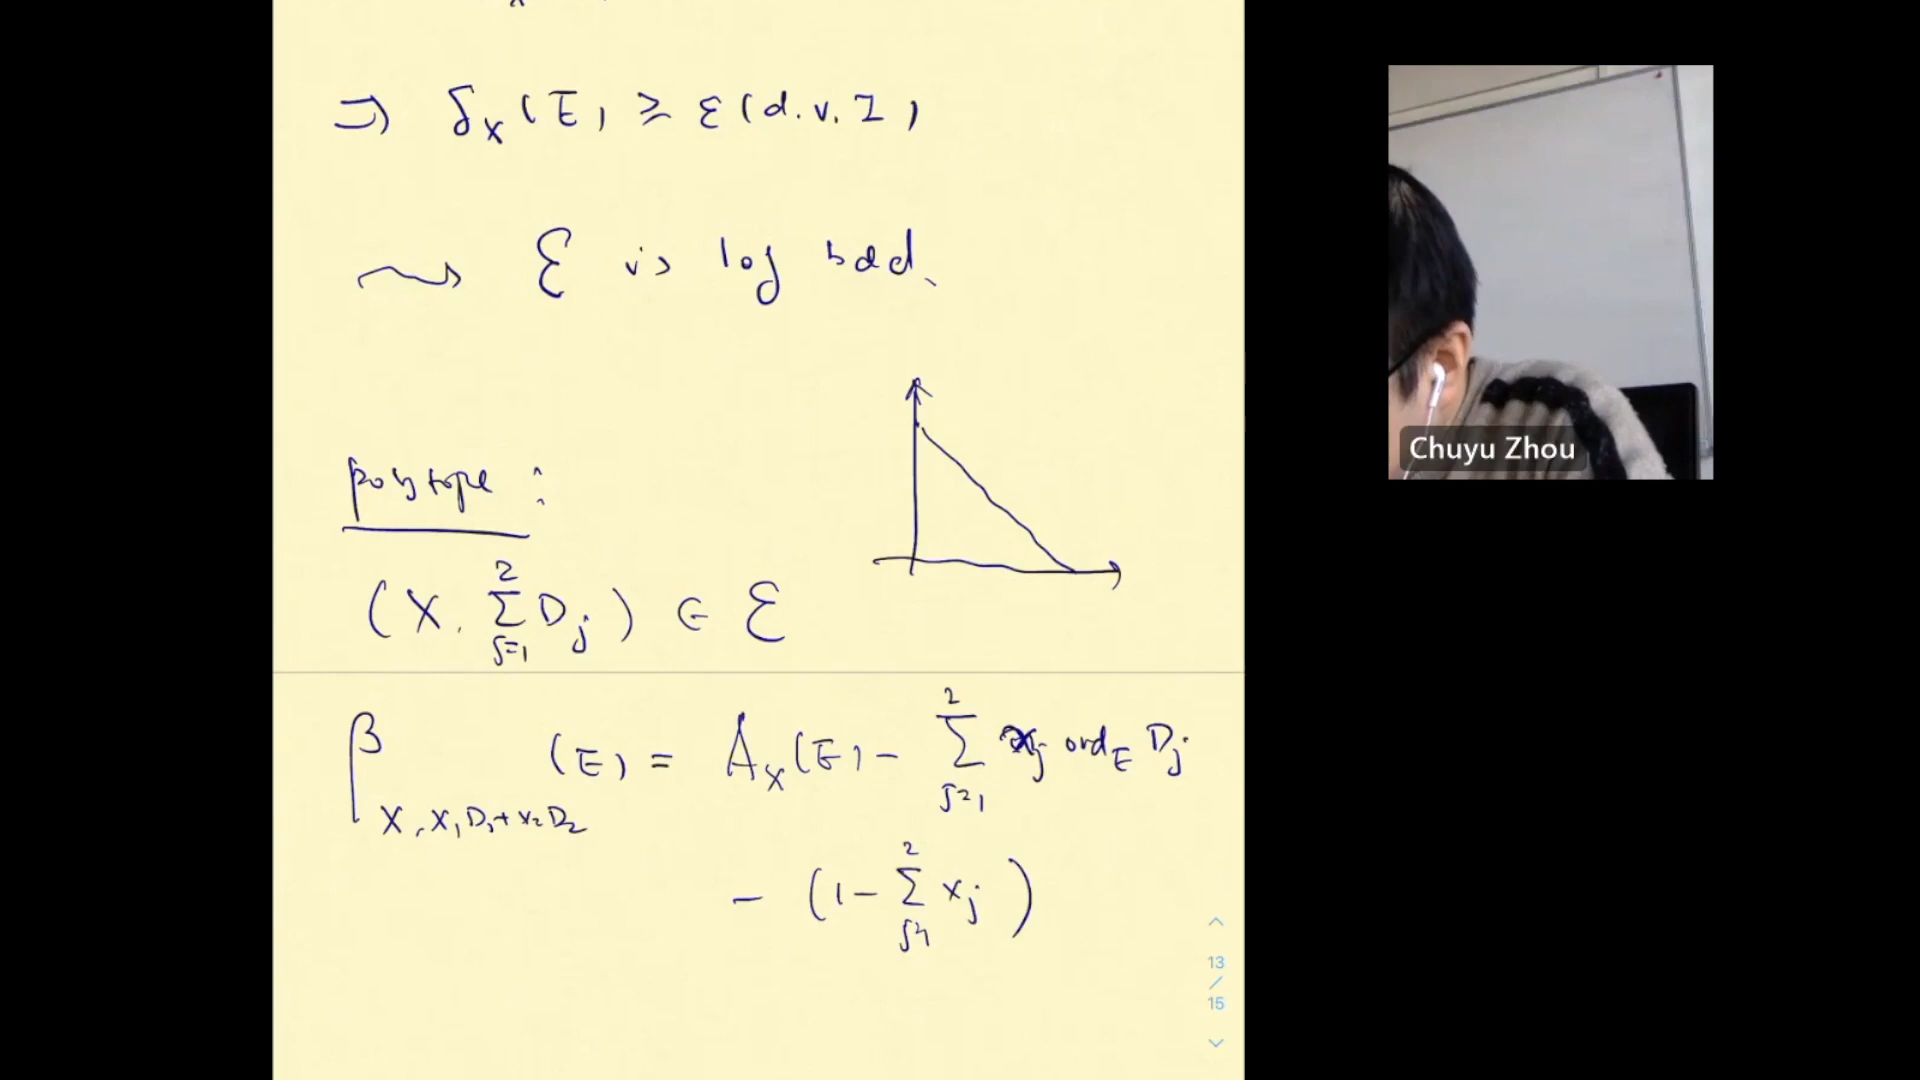 ⇒ δ_X(E) ≥ ε(d.v.I)
⇝ ℰ is log bdd.
polytope :
(X, Σ_{j=1}^{2} D_j) ∈ ℰ
β_{X, x_1D_1+x_2D_2} (E) = A_X(E) - Σ_{j=1}^{2} x_j ord_E D_j
- (1 - Σ_{j=1}^{2} x_j)
13
/
15
Chuyu Zhou